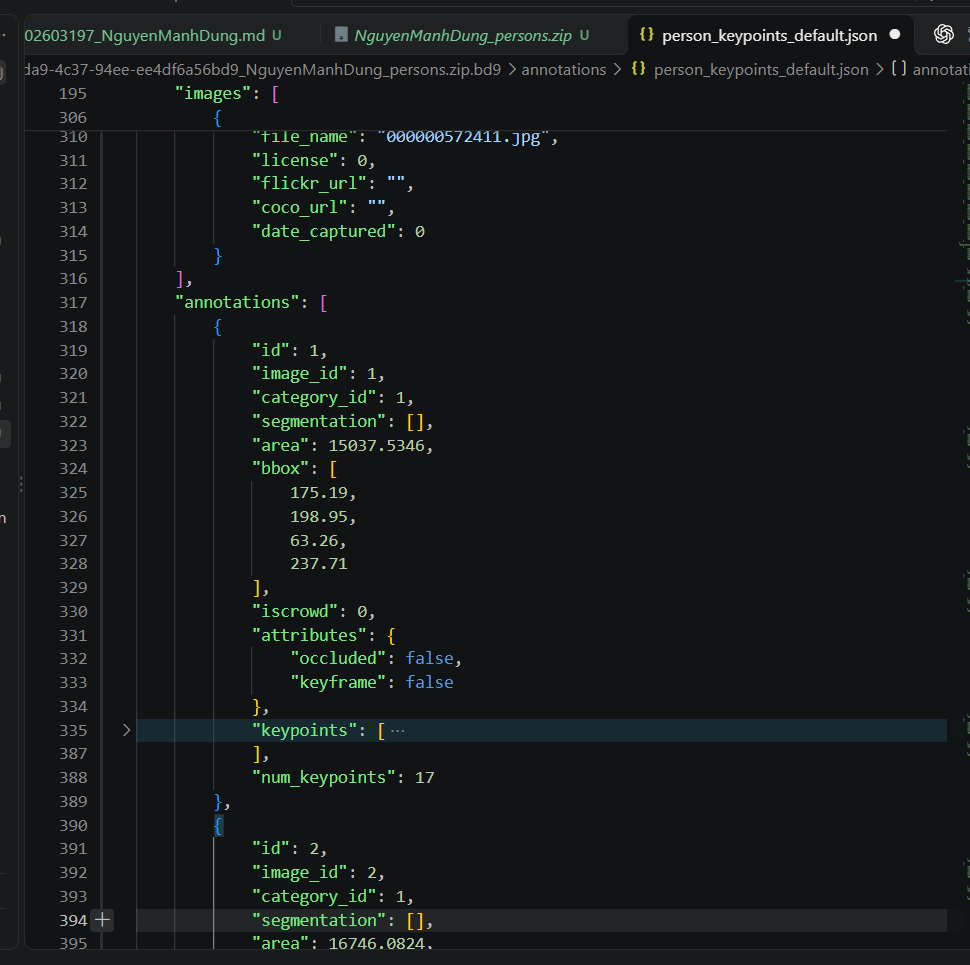 02603197_NguyenManhDung.md U
NguyenManhDung_persons.zip U
{} person_keypoints_default.json ●
da9-4c37-94ee-ee4df6a56bd9_NguyenManhDung_persons.zip.bd9 > annotations > {} person_keypoints_default.json > [ ] annotati
195 "images": [
306 {
310 "file_name": "000000572411.jpg",
311 "license": 0,
312 "flickr_url": "",
313 "coco_url": "",
314 "date_captured": 0
315 }
316 ],
317 "annotations": [
318 {
319 "id": 1,
320 "image_id": 1,
321 "category_id": 1,
322 "segmentation": [],
323 "area": 15037.5346,
324 "bbox": [
325 175.19,
326 198.95,
327 63.26,
328 237.71
329 ],
330 "iscrowd": 0,
331 "attributes": {
332 "occluded": false,
333 "keyframe": false
334 },
335 > "keypoints": [ ···
387 ],
388 "num_keypoints": 17
389 },
390 {
391 "id": 2,
392 "image_id": 2,
393 "category_id": 1,
394 + "segmentation": [],
395 "area": 16746.0824,